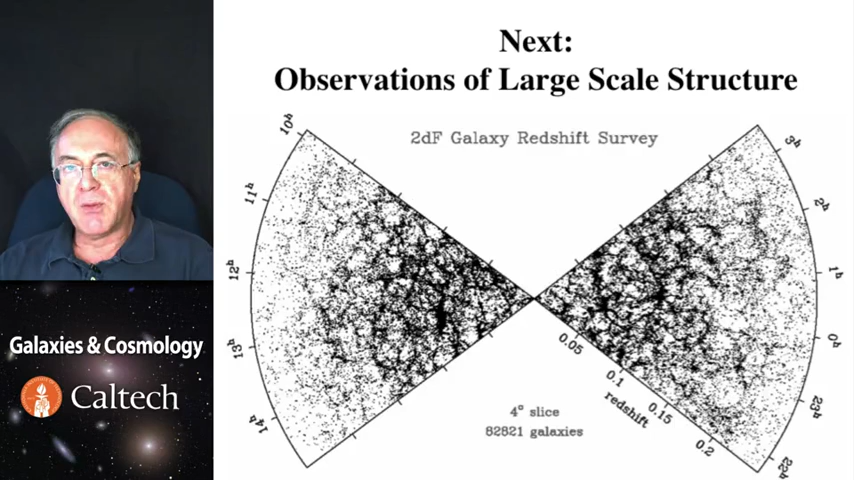 Next:
Observations of Large Scale Structure
2dF Galaxy Redshift Survey
10h
11h
12h
13h
14h
3h
2h
1h
0h
23h
22h
0.05
0.1
0.15
0.2
redshift
4° slice
82821 galaxies
Galaxies & Cosmology
Caltech